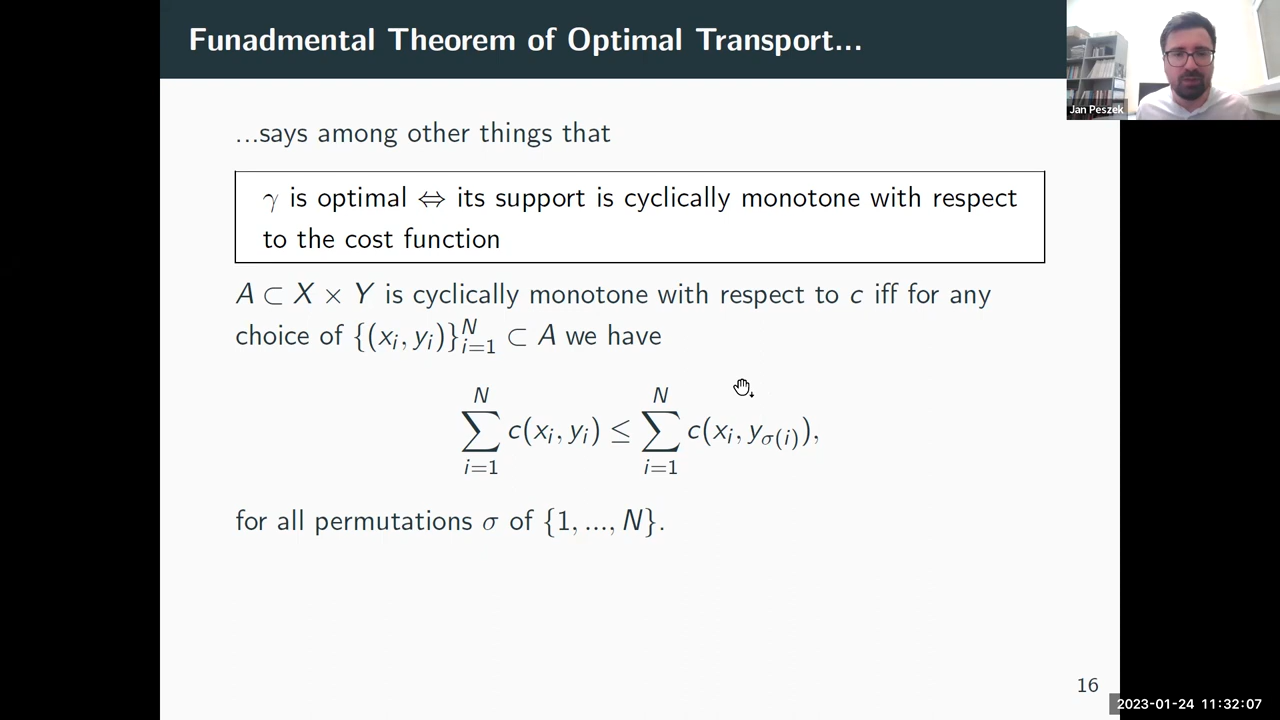 Funadmental Theorem of Optimal Transport...
Jan Peszek
...says among other things that
γ is optimal ⇔ its support is cyclically monotone with respect
to the cost function
A ⊂ X × Y is cyclically monotone with respect to c iff for any
choice of {(x_i, y_i)}_{i=1}^N ⊂ A we have
∑_{i=1}^N c(x_i, y_i) ≤ ∑_{i=1}^N c(x_i, y_{σ(i)}),
for all permutations σ of {1, ..., N}.
16
2023-01-24 11:32:07